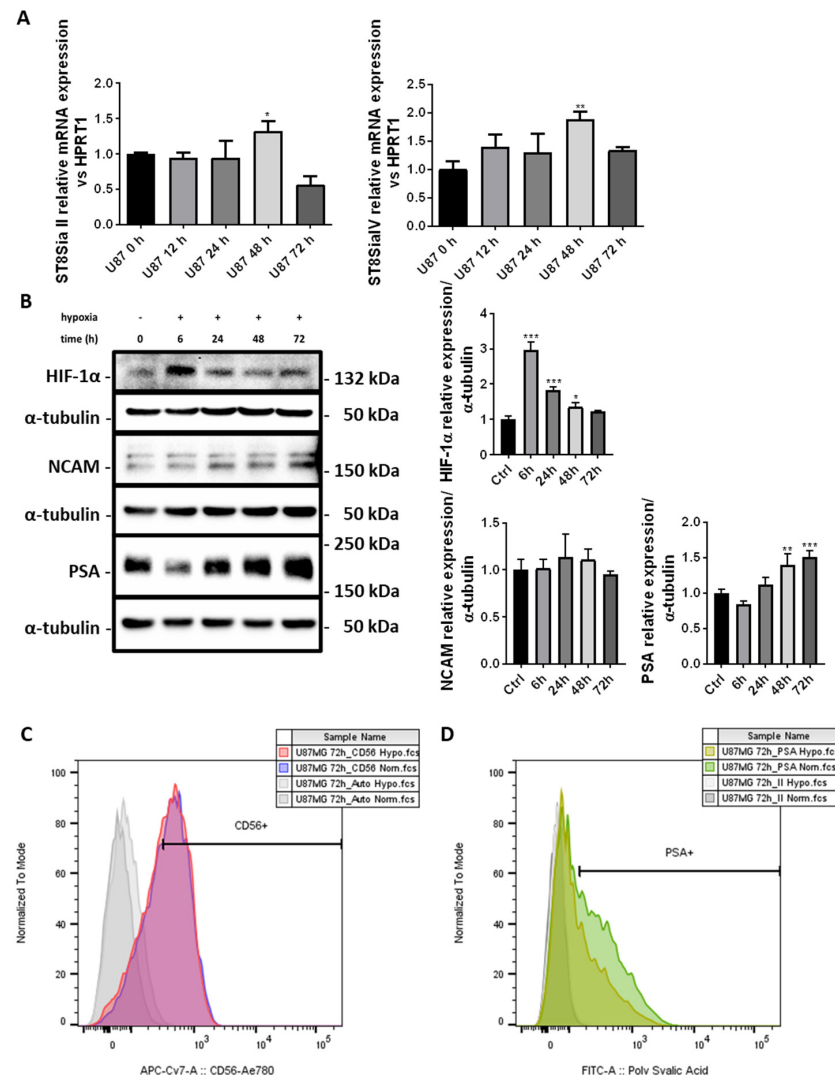 A
ST8Sia II relative mRNA expression
vs HPRT1
2.0
1.5
1.0
0.5
0.0
*
U87 0 h
U87 12 h
U87 24 h
U87 48 h
U87 72 h
ST8SiaIV relative mRNA expression
vs HPRT1
2.5
2.0
1.5
1.0
0.5
0.0
**
U87 0 h
U87 12 h
U87 24 h
U87 48 h
U87 72 h
B
hypoxia - + + + +
time (h) 0 6 24 48 72
HIF-1α - 132 kDa
α-tubulin - 50 kDa
NCAM - 150 kDa
α-tubulin - 50 kDa
- 250 kDa
PSA
- 150 kDa
α-tubulin - 50 kDa
HIF-1α relative expression/
α-tubulin
4
3
2
1
0
*** *** *
Ctrl 6h 24h 48h 72h
NCAM relative expression/
α-tubulin
1.5
1.0
0.5
0.0
Ctrl 6h 24h 48h 72h
PSA relative expression/
α-tubulin
2.0
1.5
1.0
0.5
0.0
** ***
Ctrl 6h 24h 48h 72h
C
Sample Name
U87MG 72h_CD56 Hypo.fcs
U87MG 72h_CD56 Norm.fcs
U87MG 72h_Auto Hypo.fcs
U87MG 72h_Auto Norm.fcs
Normalized To Mode
100
80
60
40
20
0
CD56+
0 10³ 10⁴ 10⁵
APC-Cy7-A :: CD56-Ae780
D
Sample Name
U87MG 72h_PSA Hypo.fcs
U87MG 72h_PSA Norm.fcs
U87MG 72h_II Hypo.fcs
U87MG 72h_II Norm.fcs
Normalized To Mode
100
80
60
40
20
0
PSA+
0 10³ 10⁴ 10⁵
FITC-A :: Poly Syalic Acid